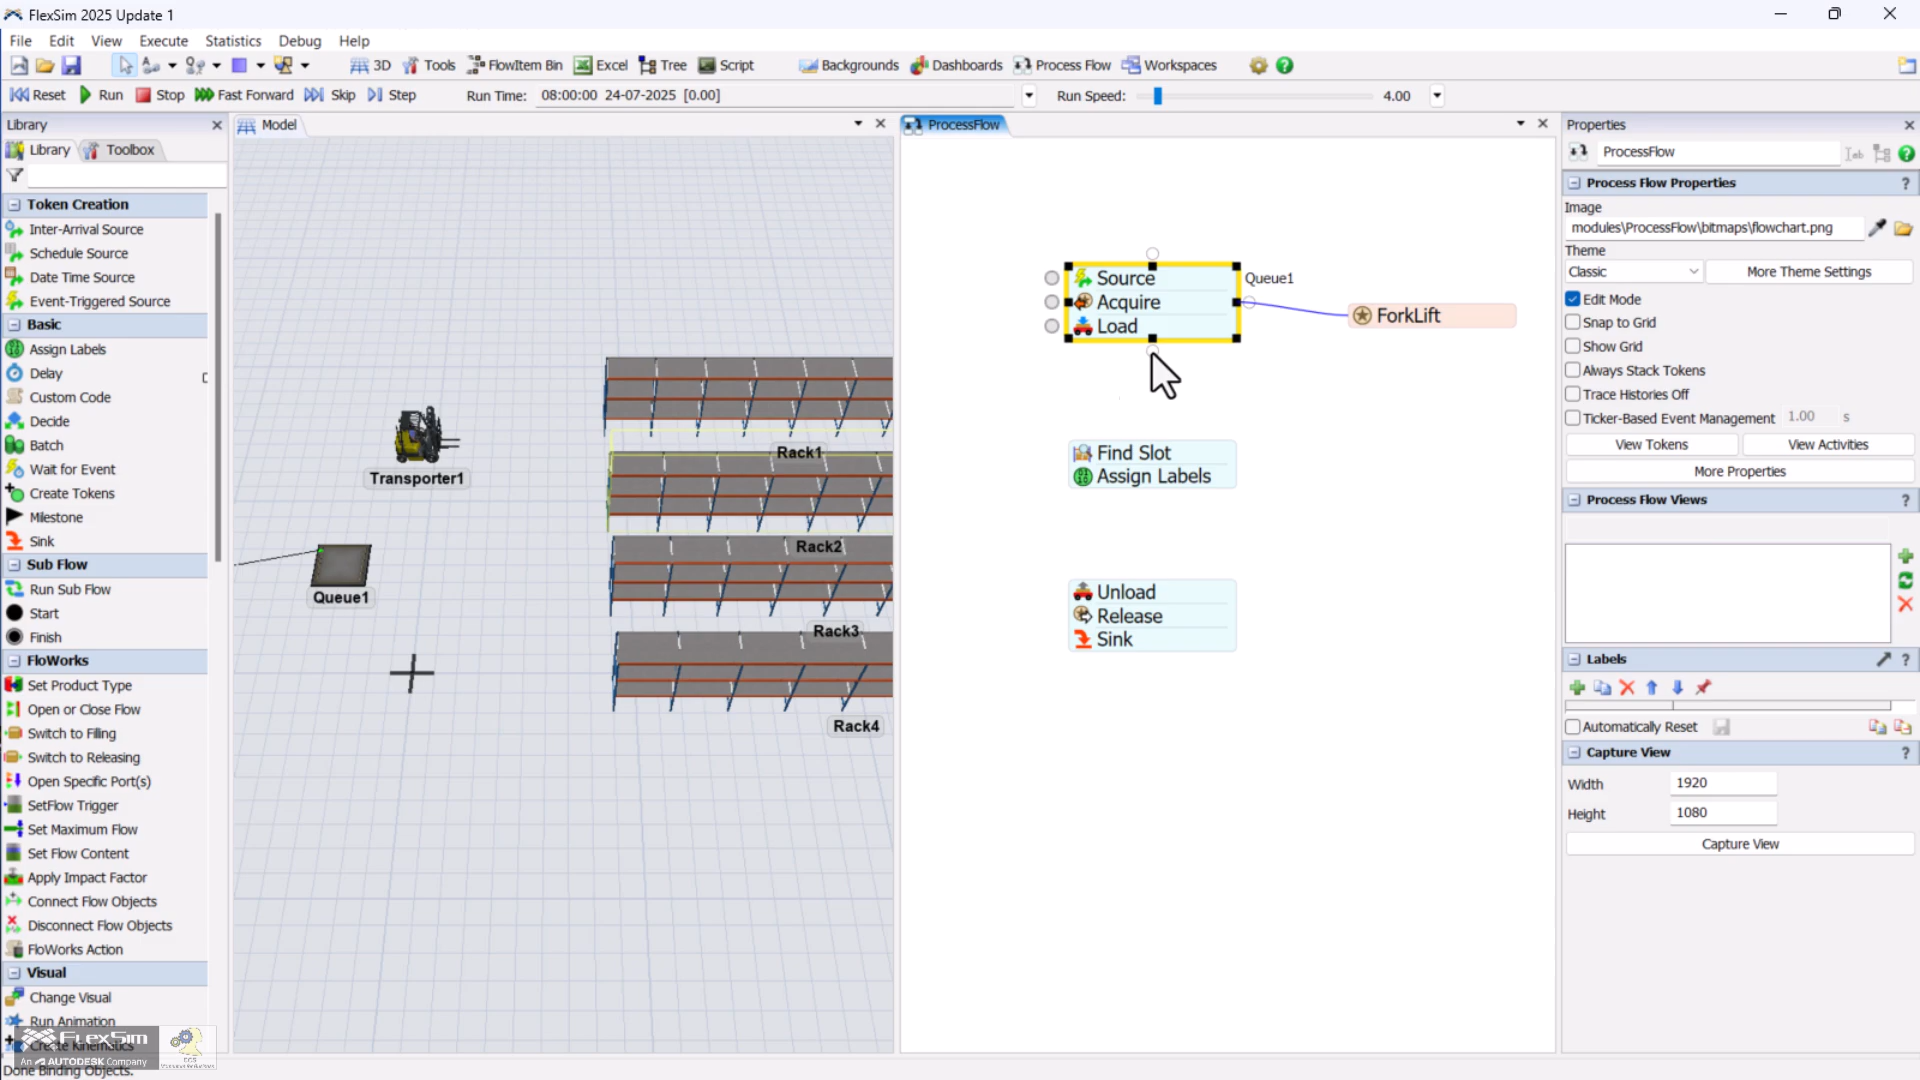 FlexSim 2025 Update 1
File Edit View Execute Statistics Debug Help
3D Tools FlowItem Bin Excel Tree Script Backgrounds Dashboards Process Flow Workspaces
Reset Run Stop Fast Forward Skip Step Run Time: 08:00:00 24-07-2025 [0.00] Run Speed: 4.00
Library
Library Toolbox
Token Creation
Inter-Arrival Source
Schedule Source
Date Time Source
Event-Triggered Source
Basic
Assign Labels
Delay
Custom Code
Decide
Batch
Wait for Event
Create Tokens
Milestone
Sink
Sub Flow
Run Sub Flow
Start
Finish
FloWorks
Set Product Type
Open or Close Flow
Switch to Filling
Switch to Releasing
Open Specific Port(s)
SetFlow Trigger
Set Maximum Flow
Set Flow Content
Apply Impact Factor
Connect Flow Objects
Disconnect Flow Objects
FloWorks Action
Visual
Change Visual
Run Animation
Create Kinematics
FlexSim
An AUTODESK Company
Done Binding Objects.
Model
Transporter1
Queue1
Rack1
Rack2
Rack3
Rack4
ProcessFlow
Source
Acquire
Load
Queue1
ForkLift
Find Slot
Assign Labels
Unload
Release
Sink
Properties
ProcessFlow
Process Flow Properties ?
Image
modules\ProcessFlow\bitmaps\flowchart.png
Theme
Classic More Theme Settings
Edit Mode
Snap to Grid
Show Grid
Always Stack Tokens
Trace Histories Off
Ticker-Based Event Management 1.00 s
View Tokens View Activities
More Properties
Process Flow Views ?
Labels ?
Automatically Reset
Capture View ?
Width 1920
Height 1080
Capture View